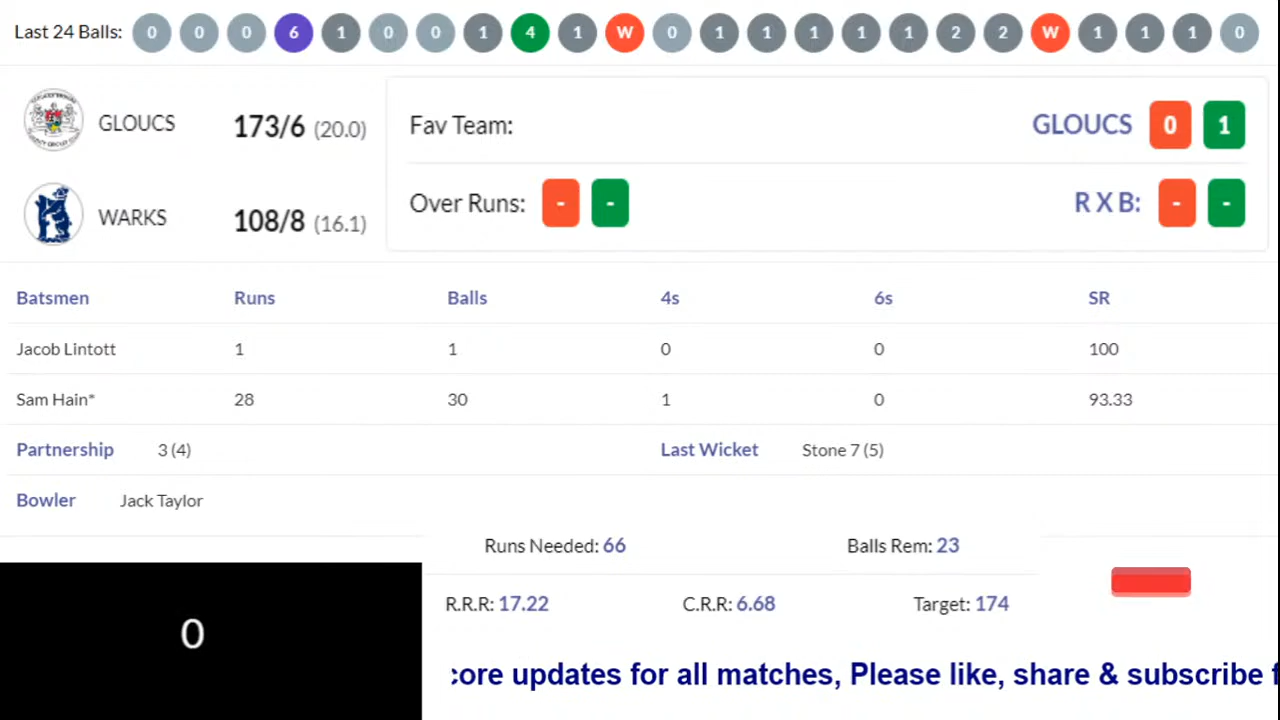 Last 24 Balls: 0 0 0 6 1 0 0 1 4 1 W 0 1 1 1 1 1 2 2 W 1 1 1 0
GLOUCS 173/6 (20.0)
Fav Team: GLOUCS 0 1
WARKS 108/8 (16.1)
Over Runs: - - R X B: - -
Batsmen Runs Balls 4s 6s SR
Jacob Lintott 1 1 0 0 100
Sam Hain* 28 30 1 0 93.33
Partnership 3 (4) Last Wicket Stone 7 (5)
Bowler Jack Taylor
Runs Needed: 66 Balls Rem: 23
R.R.R: 17.22 C.R.R: 6.68 Target: 174
0
core updates for all matches, Please like, share & subscribe f